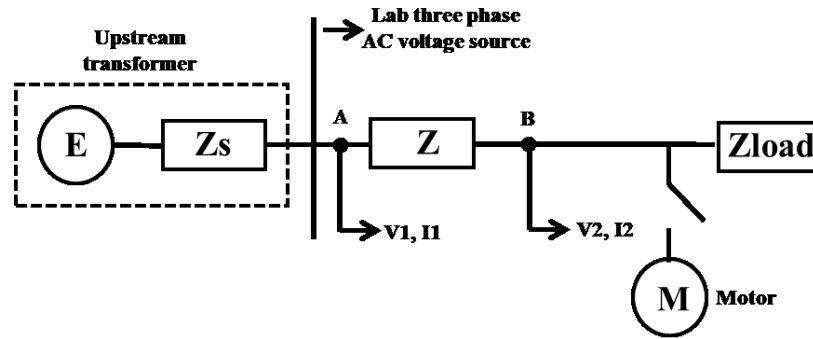 Lab three phase
AC voltage source
Upstream
transformer
A
B
E
Zs
Z
Zload
V1, I1
V2, I2
M
Motor